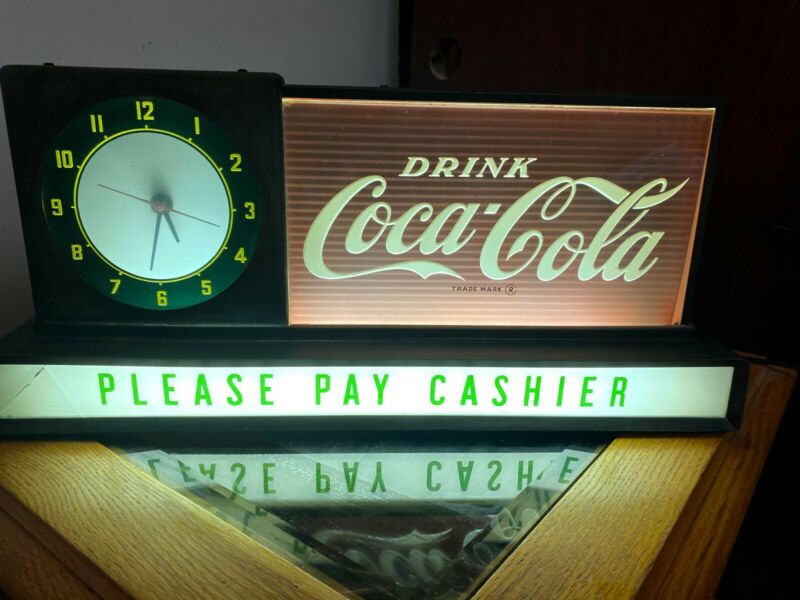 12
11 1
10 2
9 3
8 4
7 5
6
DRINK
Coca-Cola
TRADE MARK ®
PLEASE PAY CASHIER